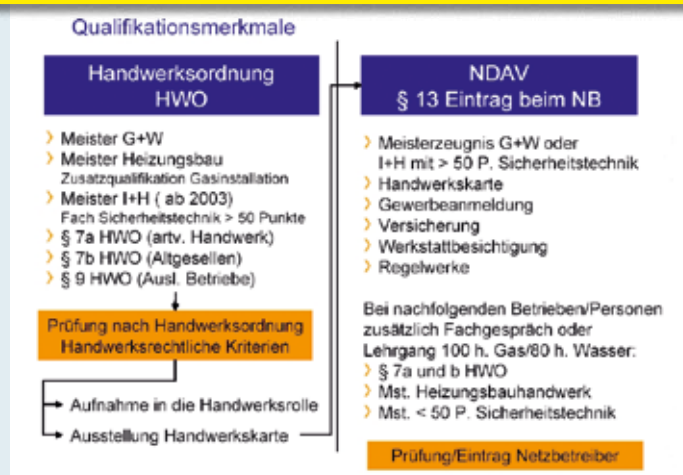 Qualifikationsmerkmale
Handwerksordnung
HWO
Meister G+W
Meister Heizungsbau
Zusatzqualifikation Gasinstallation
Meister I+H ( ab 2003)
Fach Sicherheitstechnik > 50 Punkte
§ 7a HWO (artv. Handwerk)
§ 7b HWO (Altgesellen)
§ 9 HWO (Ausl. Betriebe)
Prüfung nach Handwerksordnung
Handwerksrechtliche Kriterien
Aufnahme in die Handwerksrolle
Ausstellung Handwerkskarte
NDAV
§ 13 Eintrag beim NB
Meisterzeugnis G+W oder
I+H mit > 50 P. Sicherheitstechnik
Handwerkskarte
Gewerbeanmeldung
Versicherung
Werkstattbesichtigung
Regelwerke
Bei nachfolgenden Betrieben/Personen
zusätzlich Fachgespräch oder
Lehrgang 100 h. Gas/80 h. Wasser:
§ 7a und b HWO
Mst. Heizungsbauhandwerk
Mst. < 50 P. Sicherheitstechnik
Prüfung/Eintrag Netzbetreiber